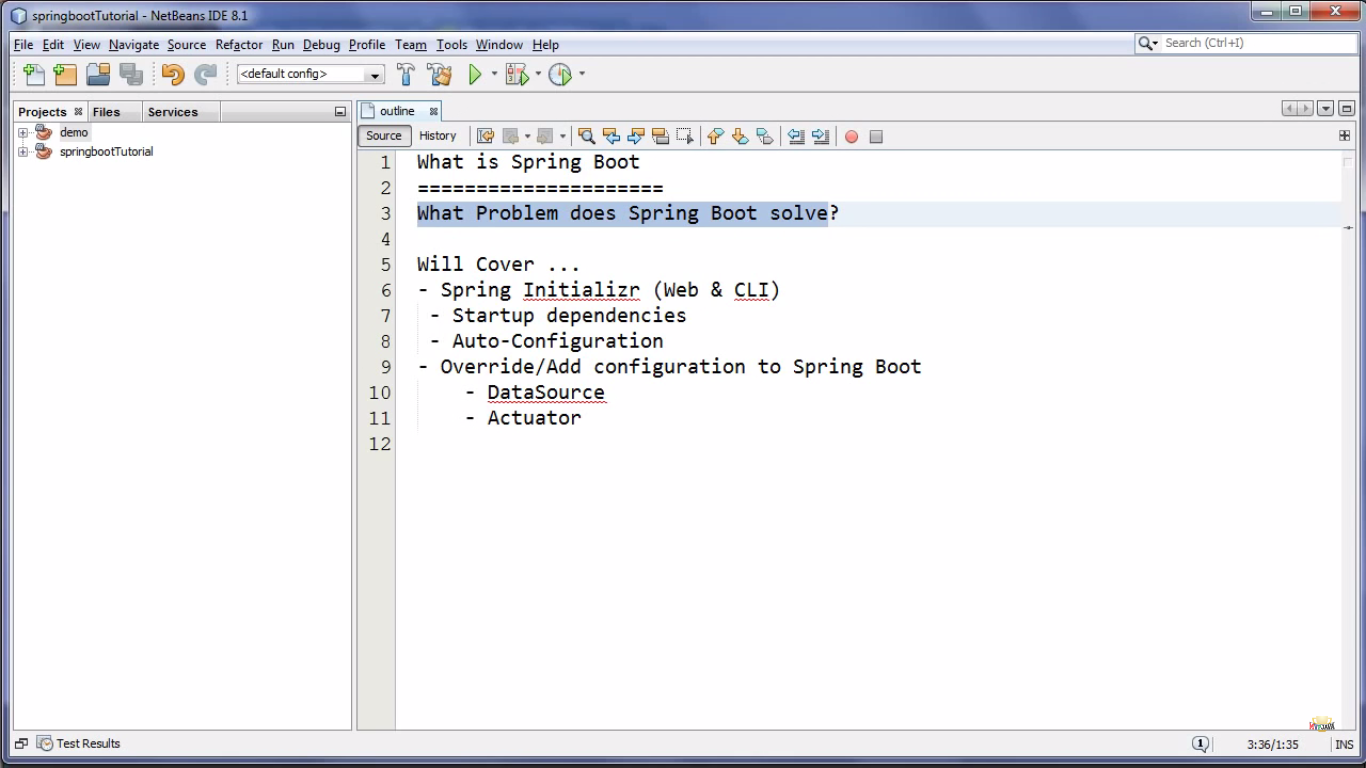 springbootTutorial - NetBeans IDE 8.1
File Edit View Navigate Source Refactor Run Debug Profile Team Tools Window Help
Search (Ctrl+I)
<default config>
Projects Files Services
outline
demo
springbootTutorial
Source History
1 What is Spring Boot
2 =====================
3 What Problem does Spring Boot solve?
4
5 Will Cover ...
6 - Spring Initializr (Web & CLI)
7 - Startup dependencies
8 - Auto-Configuration
9 - Override/Add configuration to Spring Boot
10 - DataSource
11 - Actuator
12
Test Results
1
3:36/1:35
INS